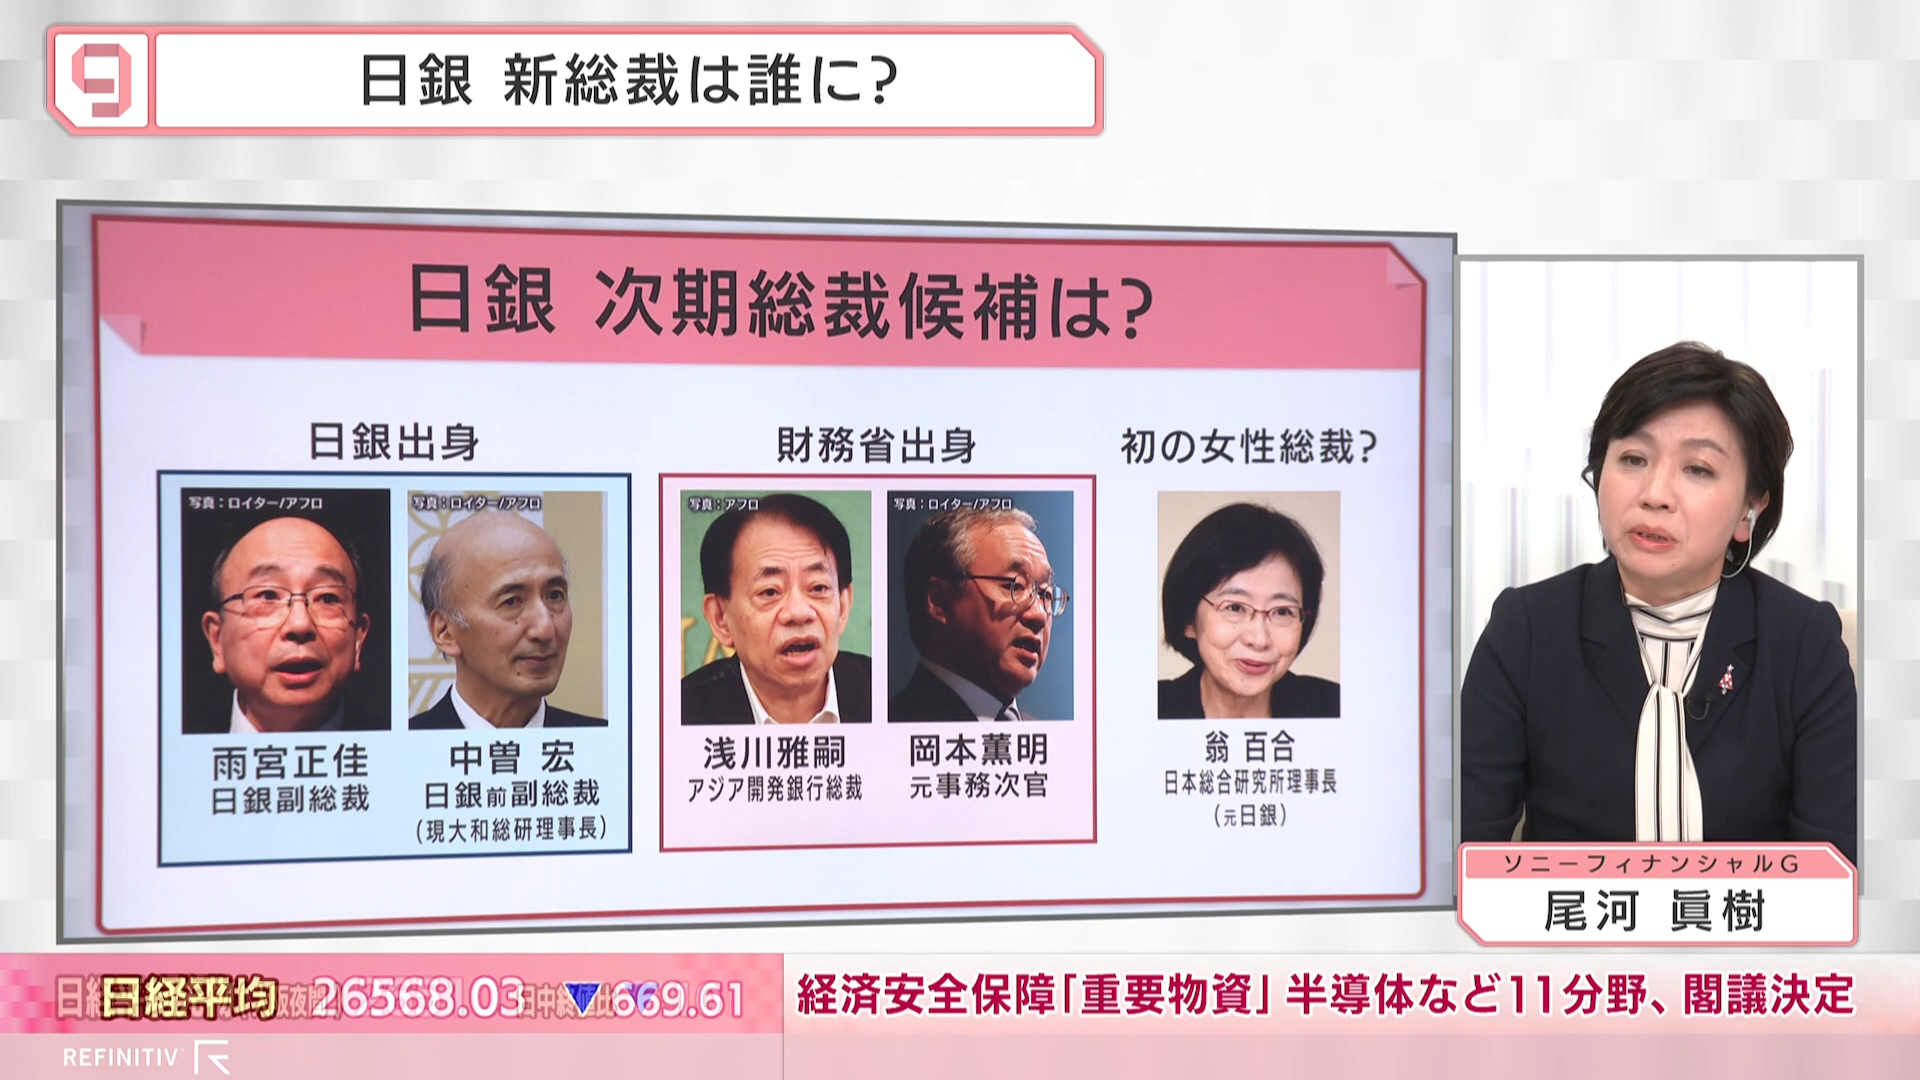 9
日銀 新総裁は誰に?
日銀 次期総裁候補は?
日銀出身
財務省出身
初の女性総裁?
写真:ロイター/アフロ
写真:ロイター/アフロ
写真:アフロ
写真:ロイター/アフロ
雨宮正佳
日銀副総裁
中曽 宏
日銀前副総裁
(現大和総研理事長)
浅川雅嗣
アジア開発銀行総裁
岡本薫明
元事務次官
翁 百合
日本総合研究所理事長
(元日銀)
ソニーフィナンシャルG
尾河 眞樹
日経平均 26568.03 ▼669.61
経済安全保障「重要物資」半導体など11分野、閣議決定
REFINITIV